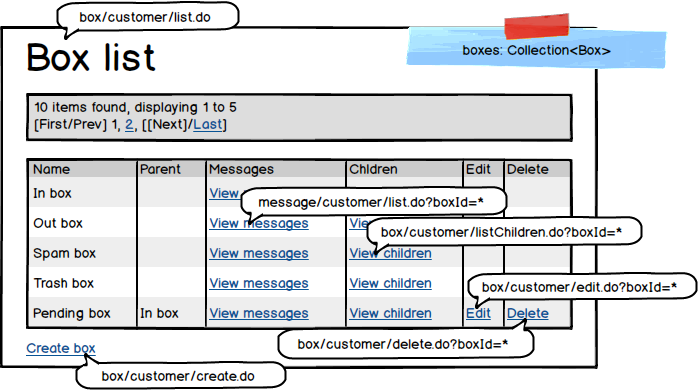 box/customer/list.do
Box list
boxes: Collection<Box>
10 items found, displaying 1 to 5
[First/Prev] 1, 2, [[Next]/Last]
Name Parent Messages Chldren Edit Delete
In box View
message/customer/list.do?boxId=*
Out box View messages
box/customer/listChildren.do?boxId=*
Spam box View messages View children
Trash box View messages View children
box/customer/edit.do?boxId=*
Pending box In box View messages View children Edit Delete
box/customer/delete.do?boxId=*
Create box
box/customer/create.do